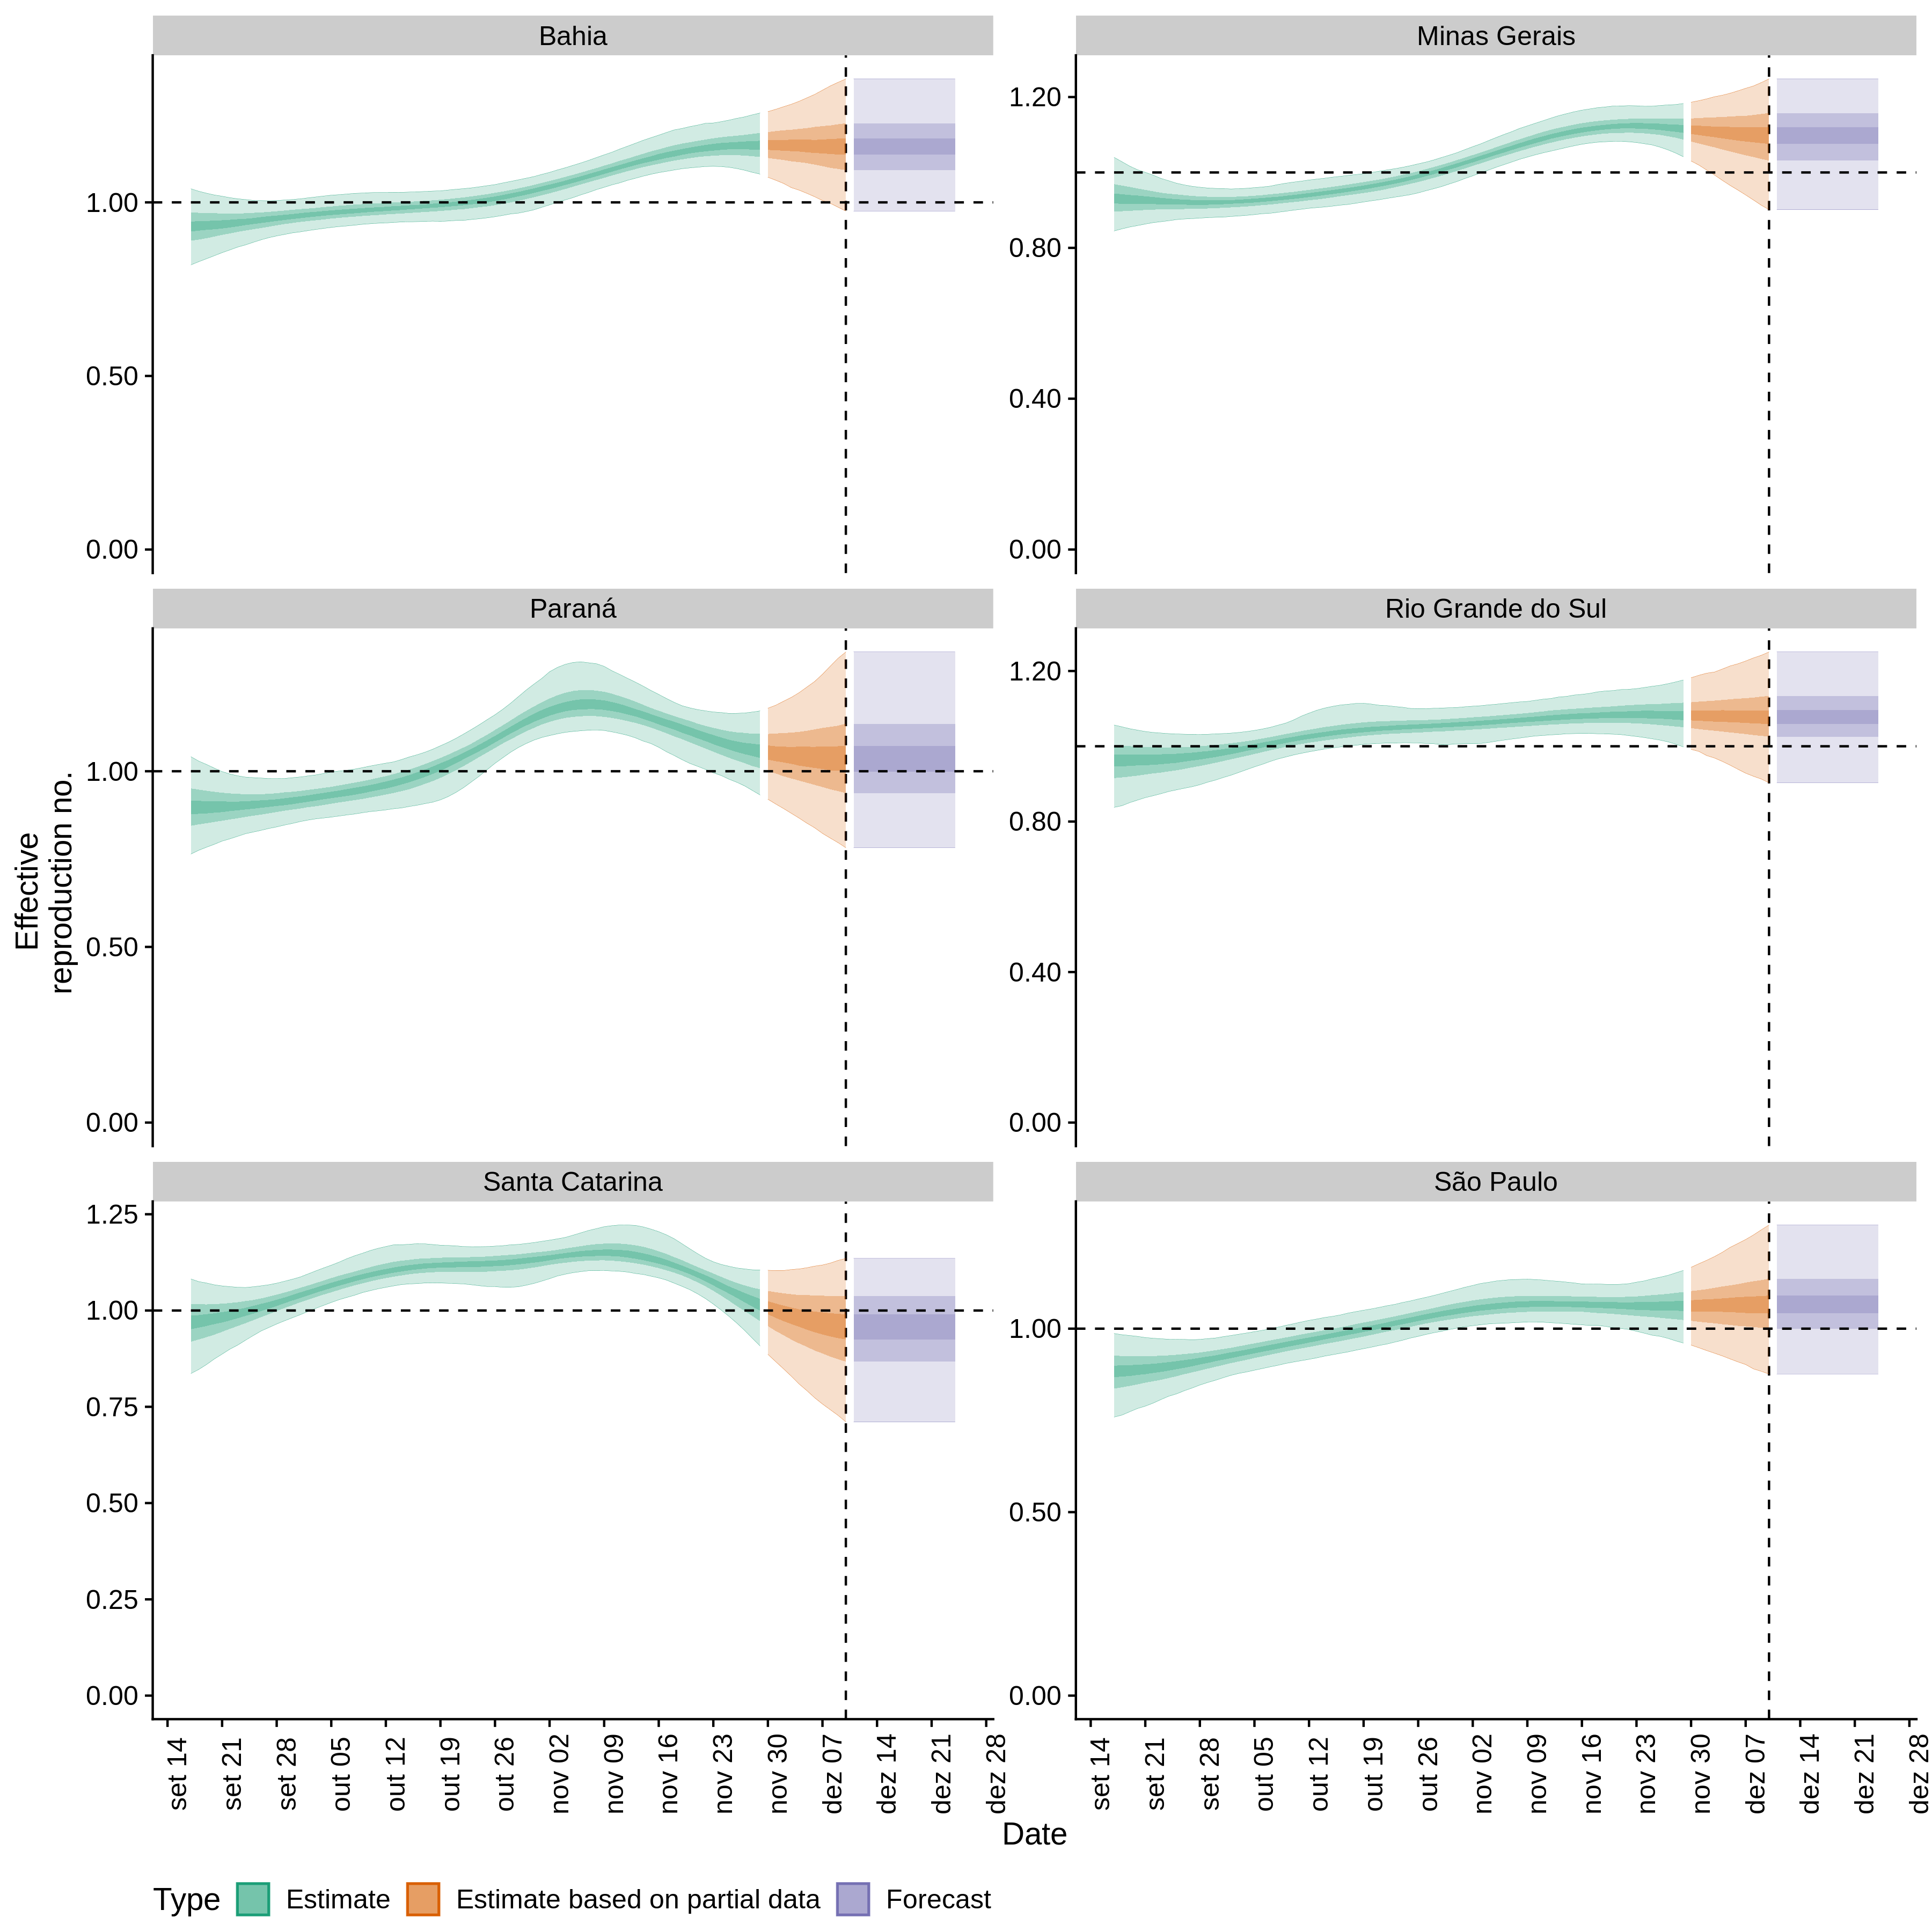 Bahia
Minas Gerais
1.00
0.50
0.00
1.20
0.80
0.40
0.00
Paraná
Rio Grande do Sul
1.00
0.50
0.00
1.20
0.80
0.40
0.00
Effective
reproduction no.
Santa Catarina
São Paulo
1.25
1.00
0.75
0.50
0.25
0.00
1.00
0.50
0.00
set 14
set 21
set 28
out 05
out 12
out 19
out 26
nov 02
nov 09
nov 16
nov 23
nov 30
dez 07
dez 14
dez 21
dez 28
set 14
set 21
set 28
out 05
out 12
out 19
out 26
nov 02
nov 09
nov 16
nov 23
nov 30
dez 07
dez 14
dez 21
dez 28
Date
Type Estimate Estimate based on partial data Forecast